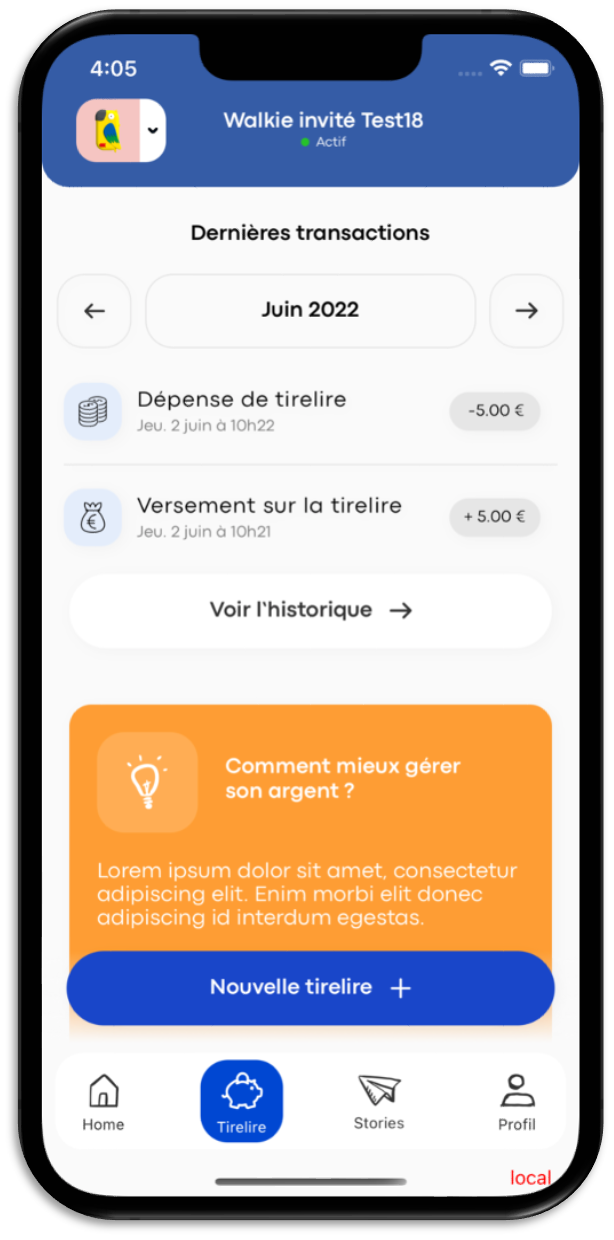 4:05
Walkie invité Test18
Actif
Dernières transactions
Juin 2022
Dépense de tirelire
-5.00 €
Jeu. 2 juin à 10h22
Versement sur la tirelire
+ 5.00 €
Jeu. 2 juin à 10h21
Voir l'historique
Comment mieux gérer
son argent ?
Lorem ipsum dolor sit amet, consectetur
adipiscing elit. Enim morbi elit donec
adipiscing id interdum egestas.
Nouvelle tirelire +
Home
Tirelire
Stories
Profil
local